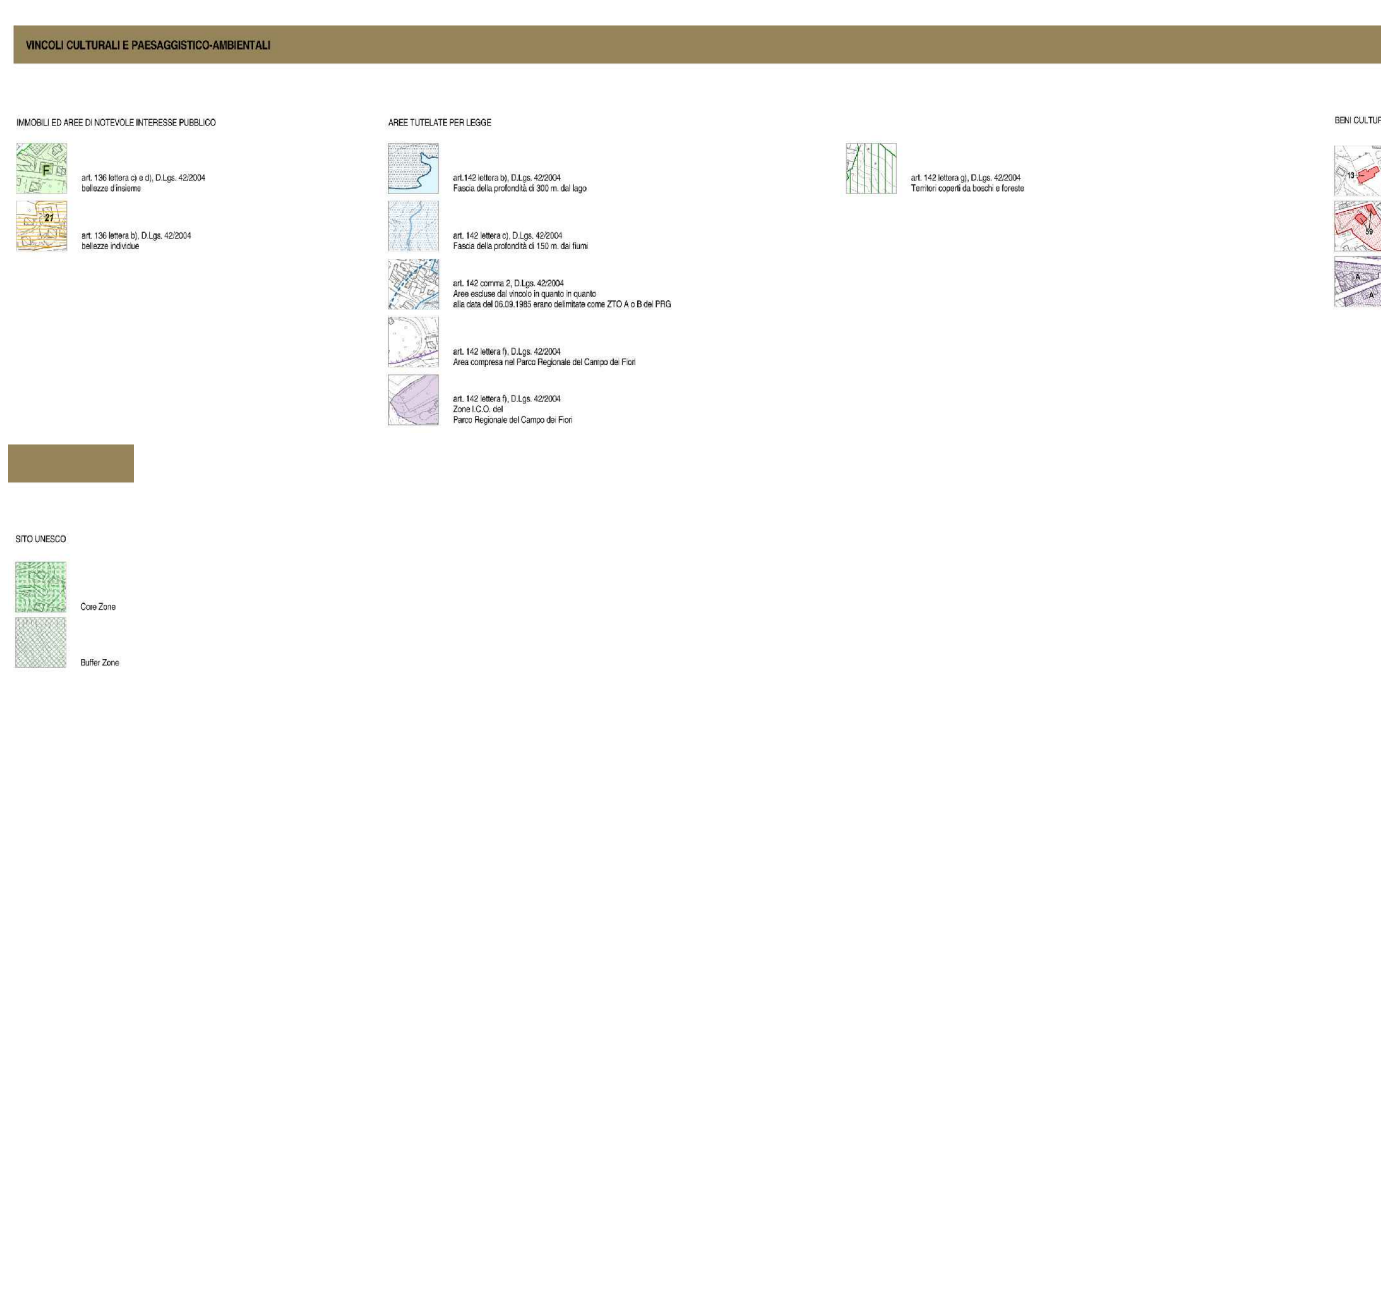 VINCOLI CULTURALI E PAESAGGISTICO-AMBIENTALI
IMMOBILI ED AREE DI NOTEVOLE INTERESSE PUBBLICO
F
art. 136 lettera c) e d), D.Lgs. 42/2004
bellezze d'insieme
21
art. 136 lettera b), D.Lgs. 42/2004
bellezze individue
AREE TUTELATE PER LEGGE
art.142 lettera b), D.Lgs. 42/2004
Fascia della profondità di 300 m. dal lago
art. 142 lettera c), D.Lgs. 42/2004
Fascia della profondità di 150 m. dai fiumi
art. 142 comma 2, D.Lgs. 42/2004
Aree escluse dal vincolo in quanto in quanto
alla data del 06.09.1985 erano delimitate come ZTO A o B del PRG
art. 142 lettera f), D.Lgs. 42/2004
Area compresa nel Parco Regionale del Campo dei Fiori
art. 142 lettera f), D.Lgs. 42/2004
Zone I.C.O. del
Parco Regionale del Campo dei Fiori
art. 142 lettera g), D.Lgs. 42/2004
Territori coperti da boschi e foreste
BENI CULTUR
13
59
A
A
SITO UNESCO
Core Zone
Buffer Zone